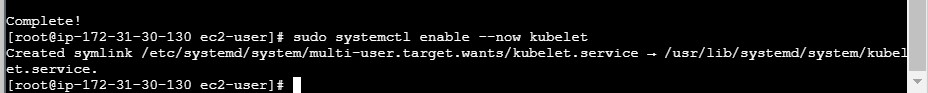 Complete!
[root@ip-172-31-30-130 ec2-user]# sudo systemctl enable --now kubelet
Created symlink /etc/systemd/system/multi-user.target.wants/kubelet.service → /usr/lib/systemd/system/kubel
et.service.
[root@ip-172-31-30-130 ec2-user]#